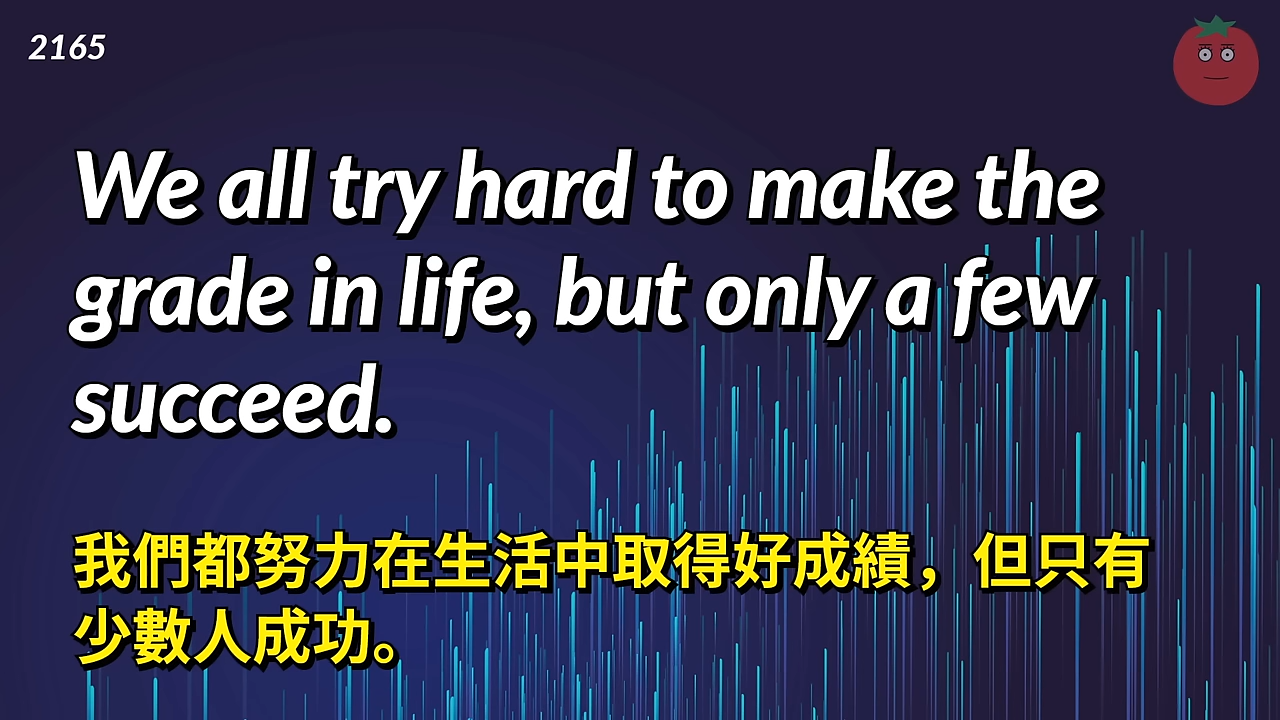 2165
We all try hard to make the
grade in life, but only a few
succeed.
我們都努力在生活中取得好成績，但只有
少數人成功。